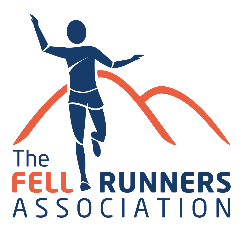 The
FELL RUNNERS
ASSOCIATION